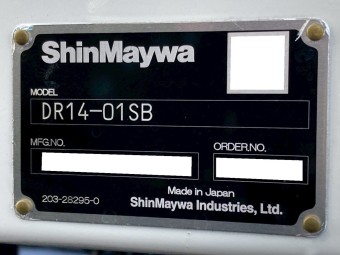 ShinMaywa
MODEL
DR14-01SB
MFG.NO.
ORDER.NO.
Made in Japan
203-28295-0
ShinMaywa Industries, Ltd.